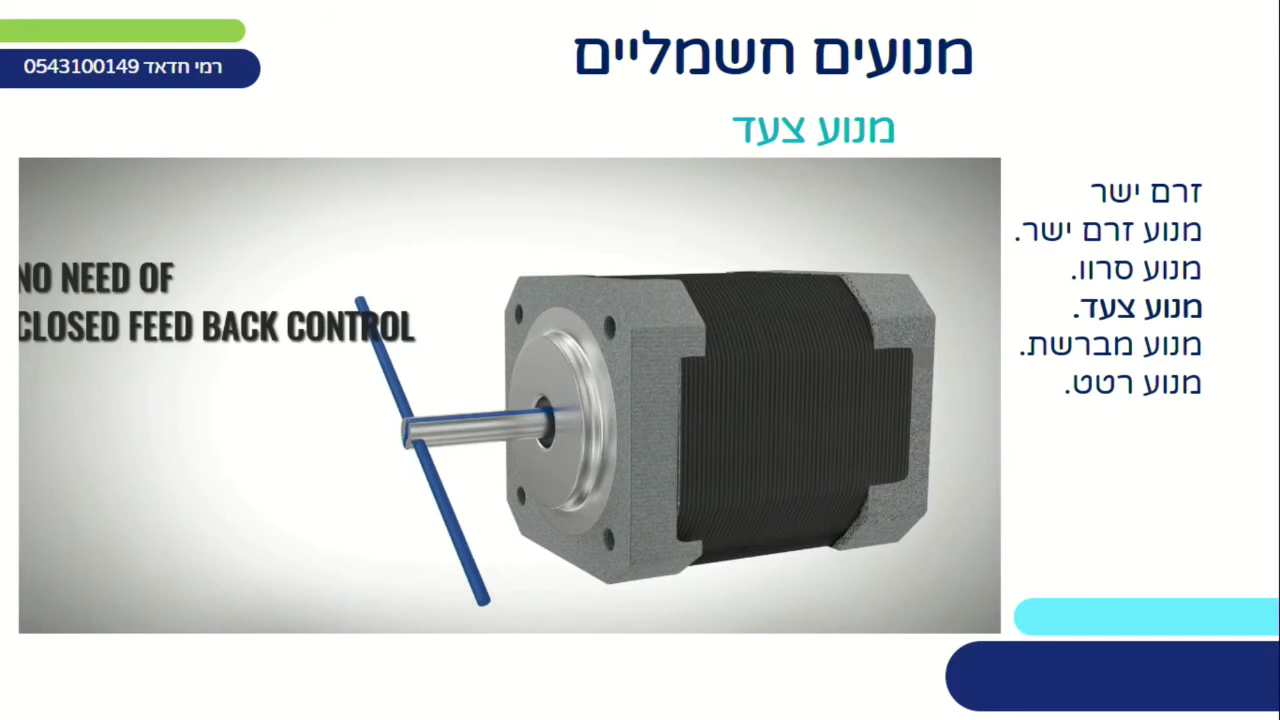 רמי חדאד 0543100149
מנועים חשמליים
מנוע צעד
NO NEED OF
CLOSED FEED BACK CONTROL
זרם ישר
מנוע זרם ישר.
מנוע סרוו.
מנוע צעד.
מנוע מברשת.
מנוע רטט.